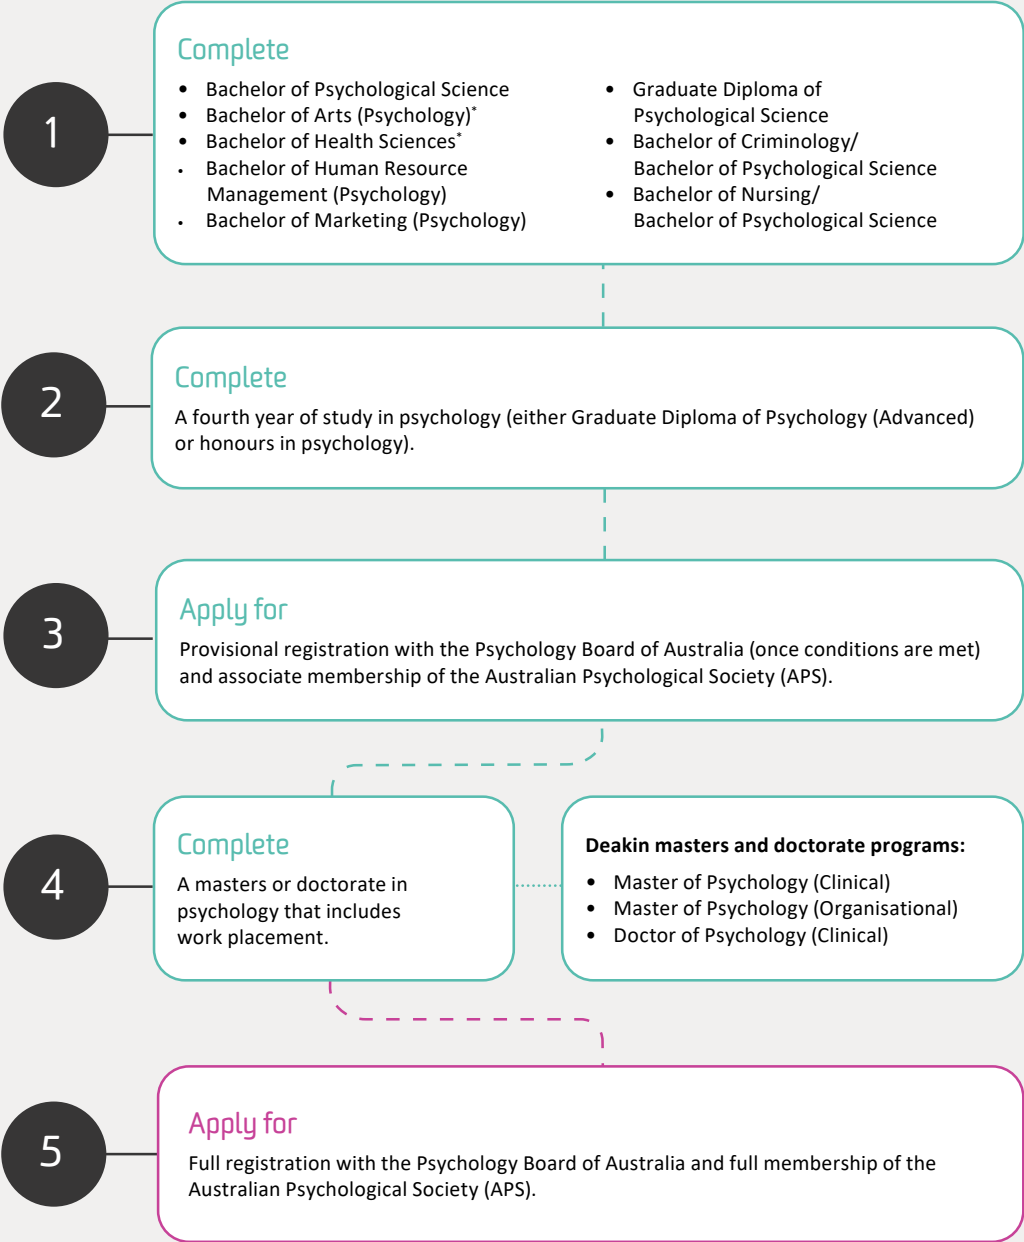 1
Complete
• Bachelor of Psychological Science
• Bachelor of Arts (Psychology)*
• Bachelor of Health Sciences*
• Bachelor of Human Resource
Management (Psychology)
• Bachelor of Marketing (Psychology)
• Graduate Diploma of
Psychological Science
• Bachelor of Criminology/
Bachelor of Psychological Science
• Bachelor of Nursing/
Bachelor of Psychological Science
2
Complete
A fourth year of study in psychology (either Graduate Diploma of Psychology (Advanced)
or honours in psychology).
3
Apply for
Provisional registration with the Psychology Board of Australia (once conditions are met)
and associate membership of the Australian Psychological Society (APS).
4
Complete
A masters or doctorate in
psychology that includes
work placement.
Deakin masters and doctorate programs:
• Master of Psychology (Clinical)
• Master of Psychology (Organisational)
• Doctor of Psychology (Clinical)
5
Apply for
Full registration with the Psychology Board of Australia and full membership of the
Australian Psychological Society (APS).